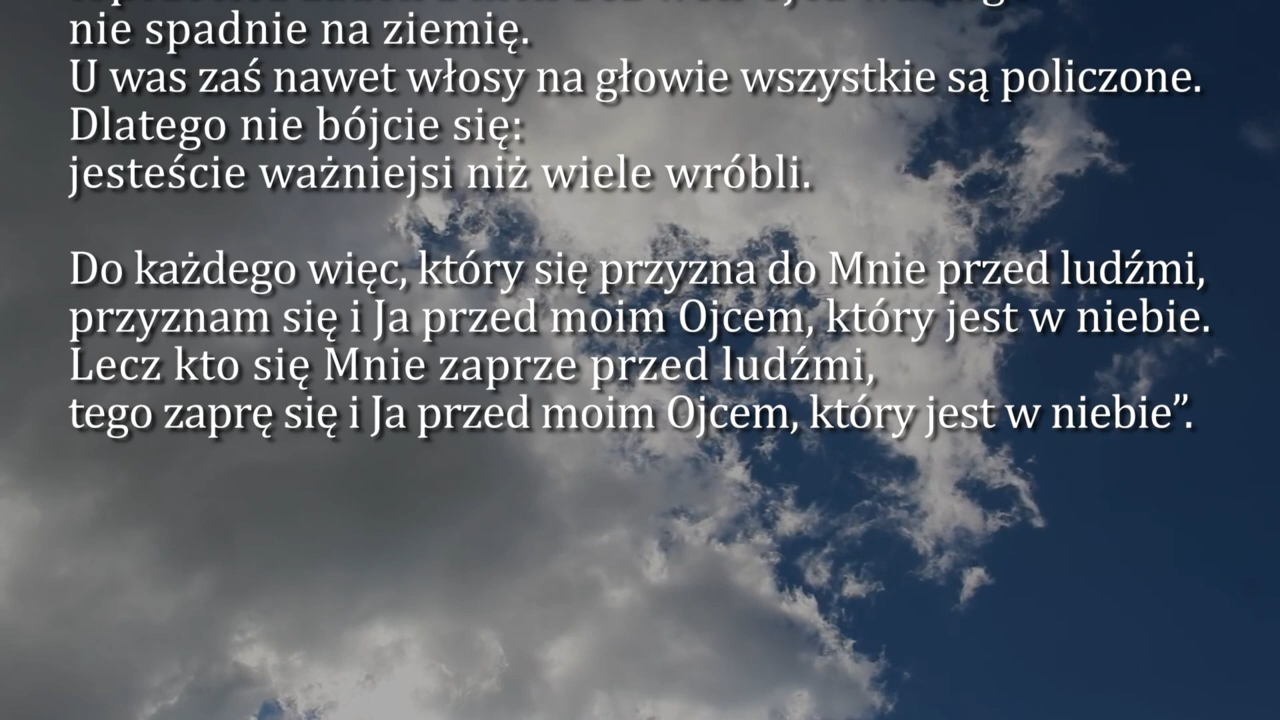 nie spadnie na ziemię.
U was zaś nawet włosy na głowie wszystkie są policzone.
Dlatego nie bójcie się:
jesteście ważniejsi niż wiele wróbli.
Do każdego więc, który się przyzna do Mnie przed ludźmi,
przyznam się i Ja przed moim Ojcem, który jest w niebie.
Lecz kto się Mnie zaprze przed ludźmi,
tego zaprę się i Ja przed moim Ojcem, który jest w niebie”.